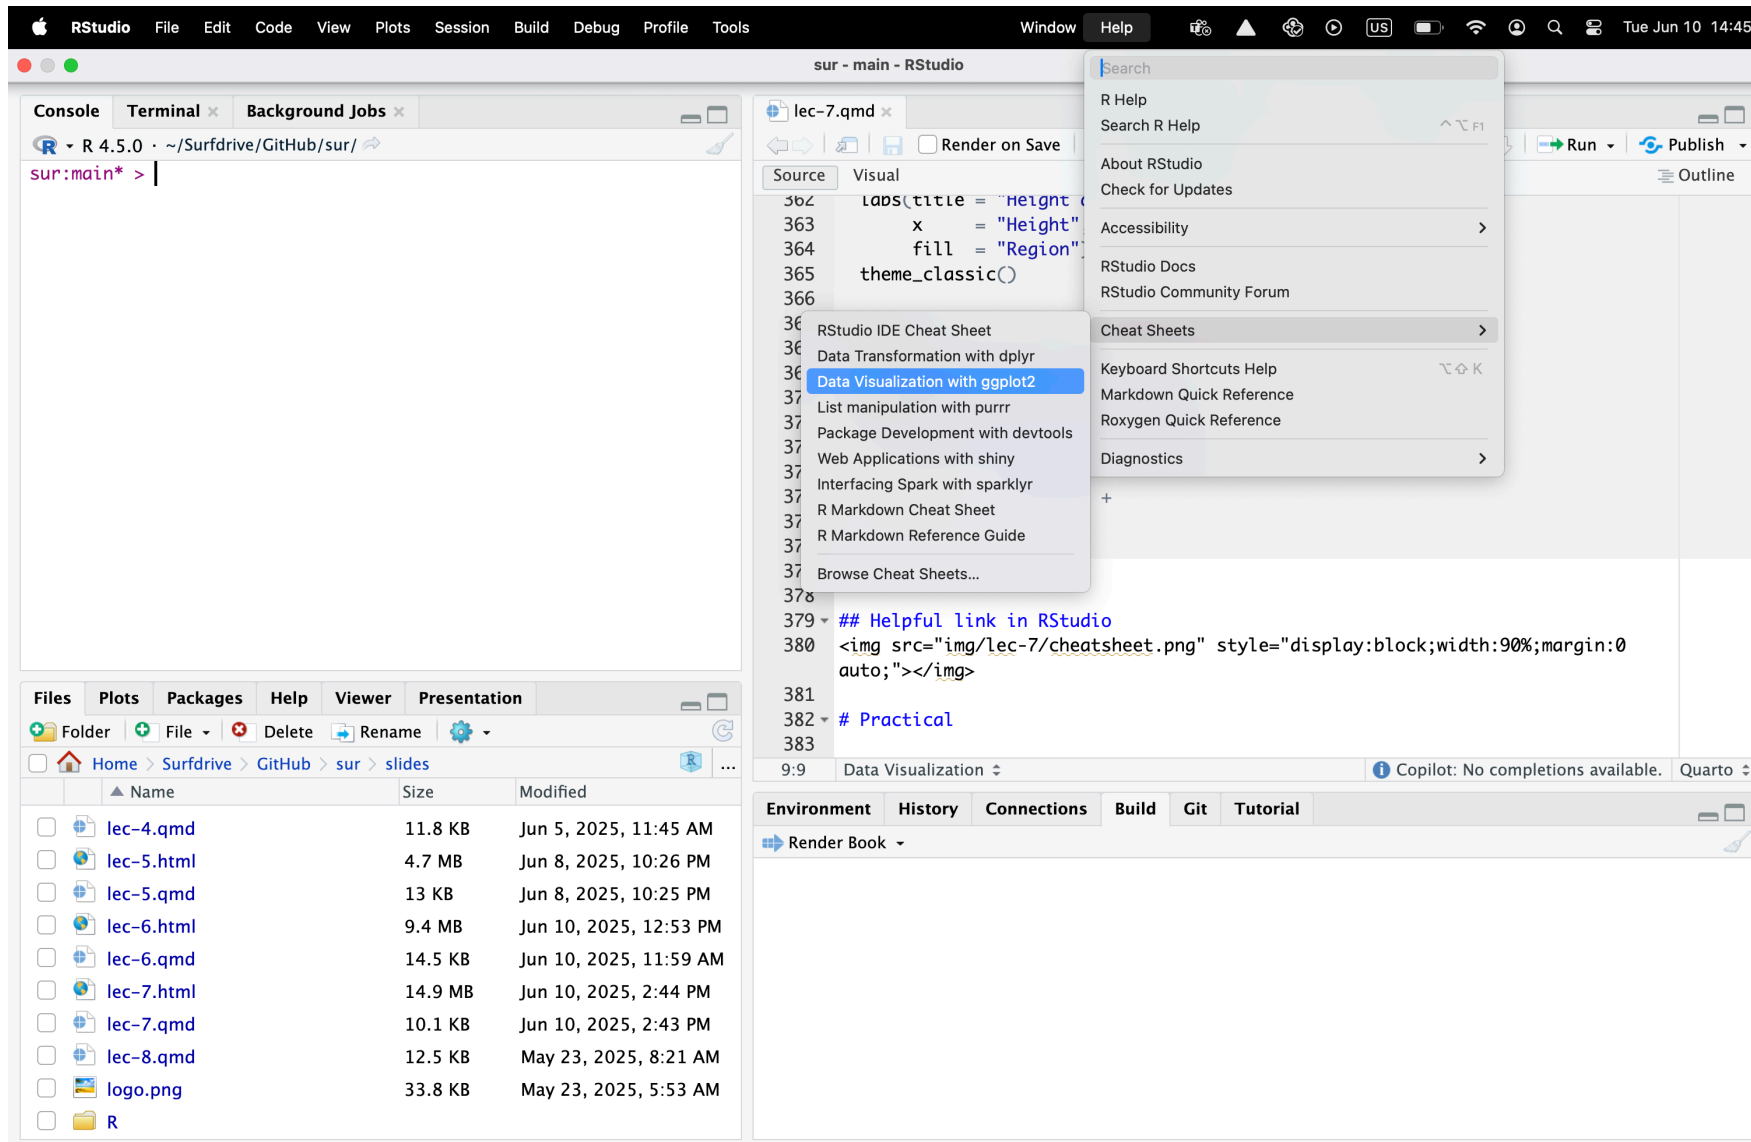 RStudio File Edit Code View Plots Session Build Debug Profile Tools Window Help US Tue Jun 10 14:45
sur - main - RStudio
Console Terminal Background Jobs
R 4.5.0 · ~/Surfdrive/GitHub/sur/
sur:main* >
lec-7.qmd
Render on Save Run Publish
Source Visual Outline
362 labs(title = "Height
363 x = "Height"
364 fill = "Region"
365 theme_classic()
366
+
378
379 ## Helpful link in RStudio
380 <img src="img/lec-7/cheatsheet.png" style="display:block;width:90%;margin:0
auto;"></img>
381
382 # Practical
383
9:9 Data Visualization Copilot: No completions available. Quarto
Search
R Help
Search R Help ^⌥F1
About RStudio
Check for Updates
Accessibility
RStudio Docs
RStudio Community Forum
Cheat Sheets
Keyboard Shortcuts Help ⌥⇧K
Markdown Quick Reference
Roxygen Quick Reference
Diagnostics
RStudio IDE Cheat Sheet
Data Transformation with dplyr
Data Visualization with ggplot2
List manipulation with purrr
Package Development with devtools
Web Applications with shiny
Interfacing Spark with sparklyr
R Markdown Cheat Sheet
R Markdown Reference Guide
Browse Cheat Sheets...
Files Plots Packages Help Viewer Presentation
Folder File Delete Rename
Home Surfdrive GitHub sur slides ...
Name Size Modified
lec-4.qmd 11.8 KB Jun 5, 2025, 11:45 AM
lec-5.html 4.7 MB Jun 8, 2025, 10:26 PM
lec-5.qmd 13 KB Jun 8, 2025, 10:25 PM
lec-6.html 9.4 MB Jun 10, 2025, 12:53 PM
lec-6.qmd 14.5 KB Jun 10, 2025, 11:59 AM
lec-7.html 14.9 MB Jun 10, 2025, 2:44 PM
lec-7.qmd 10.1 KB Jun 10, 2025, 2:43 PM
lec-8.qmd 12.5 KB May 23, 2025, 8:21 AM
logo.png 33.8 KB May 23, 2025, 5:53 AM
R
Environment History Connections Build Git Tutorial
Render Book